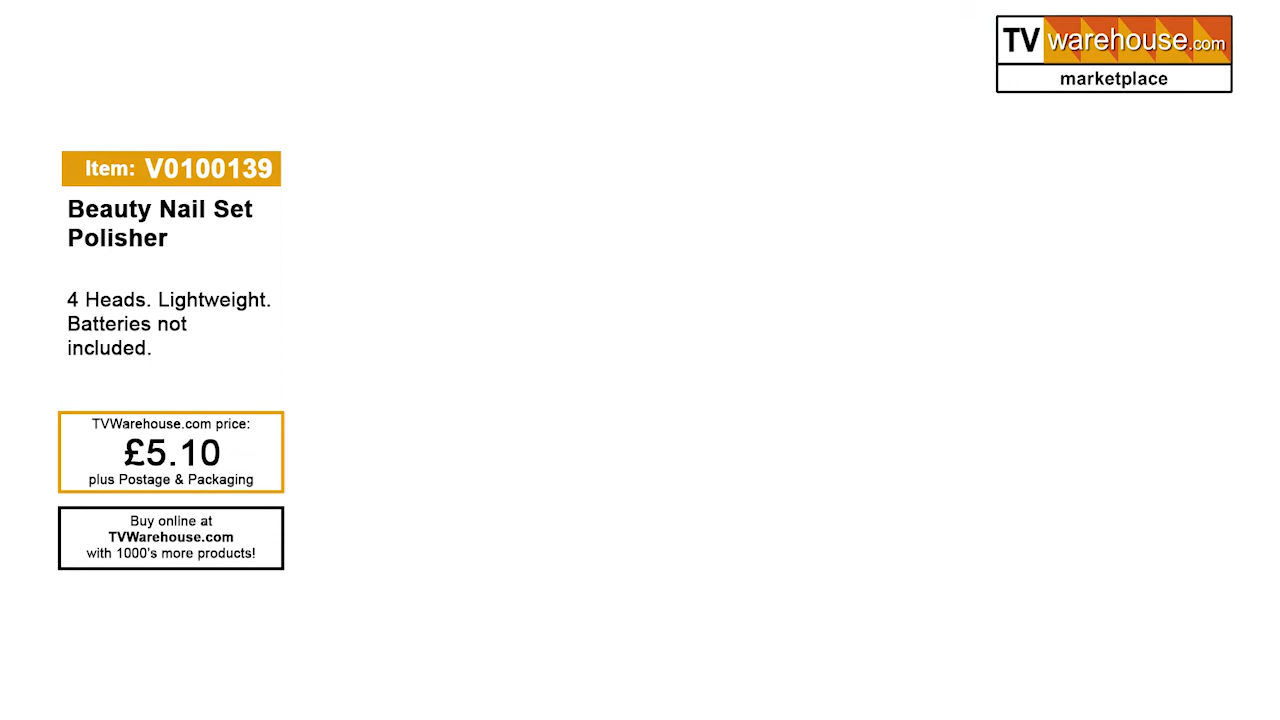 TV warehouse.com
marketplace
Item: V0100139
Beauty Nail Set
Polisher
4 Heads. Lightweight.
Batteries not
included.
TVWarehouse.com price:
£5.10
plus Postage & Packaging
Buy online at
TVWarehouse.com
with 1000's more products!